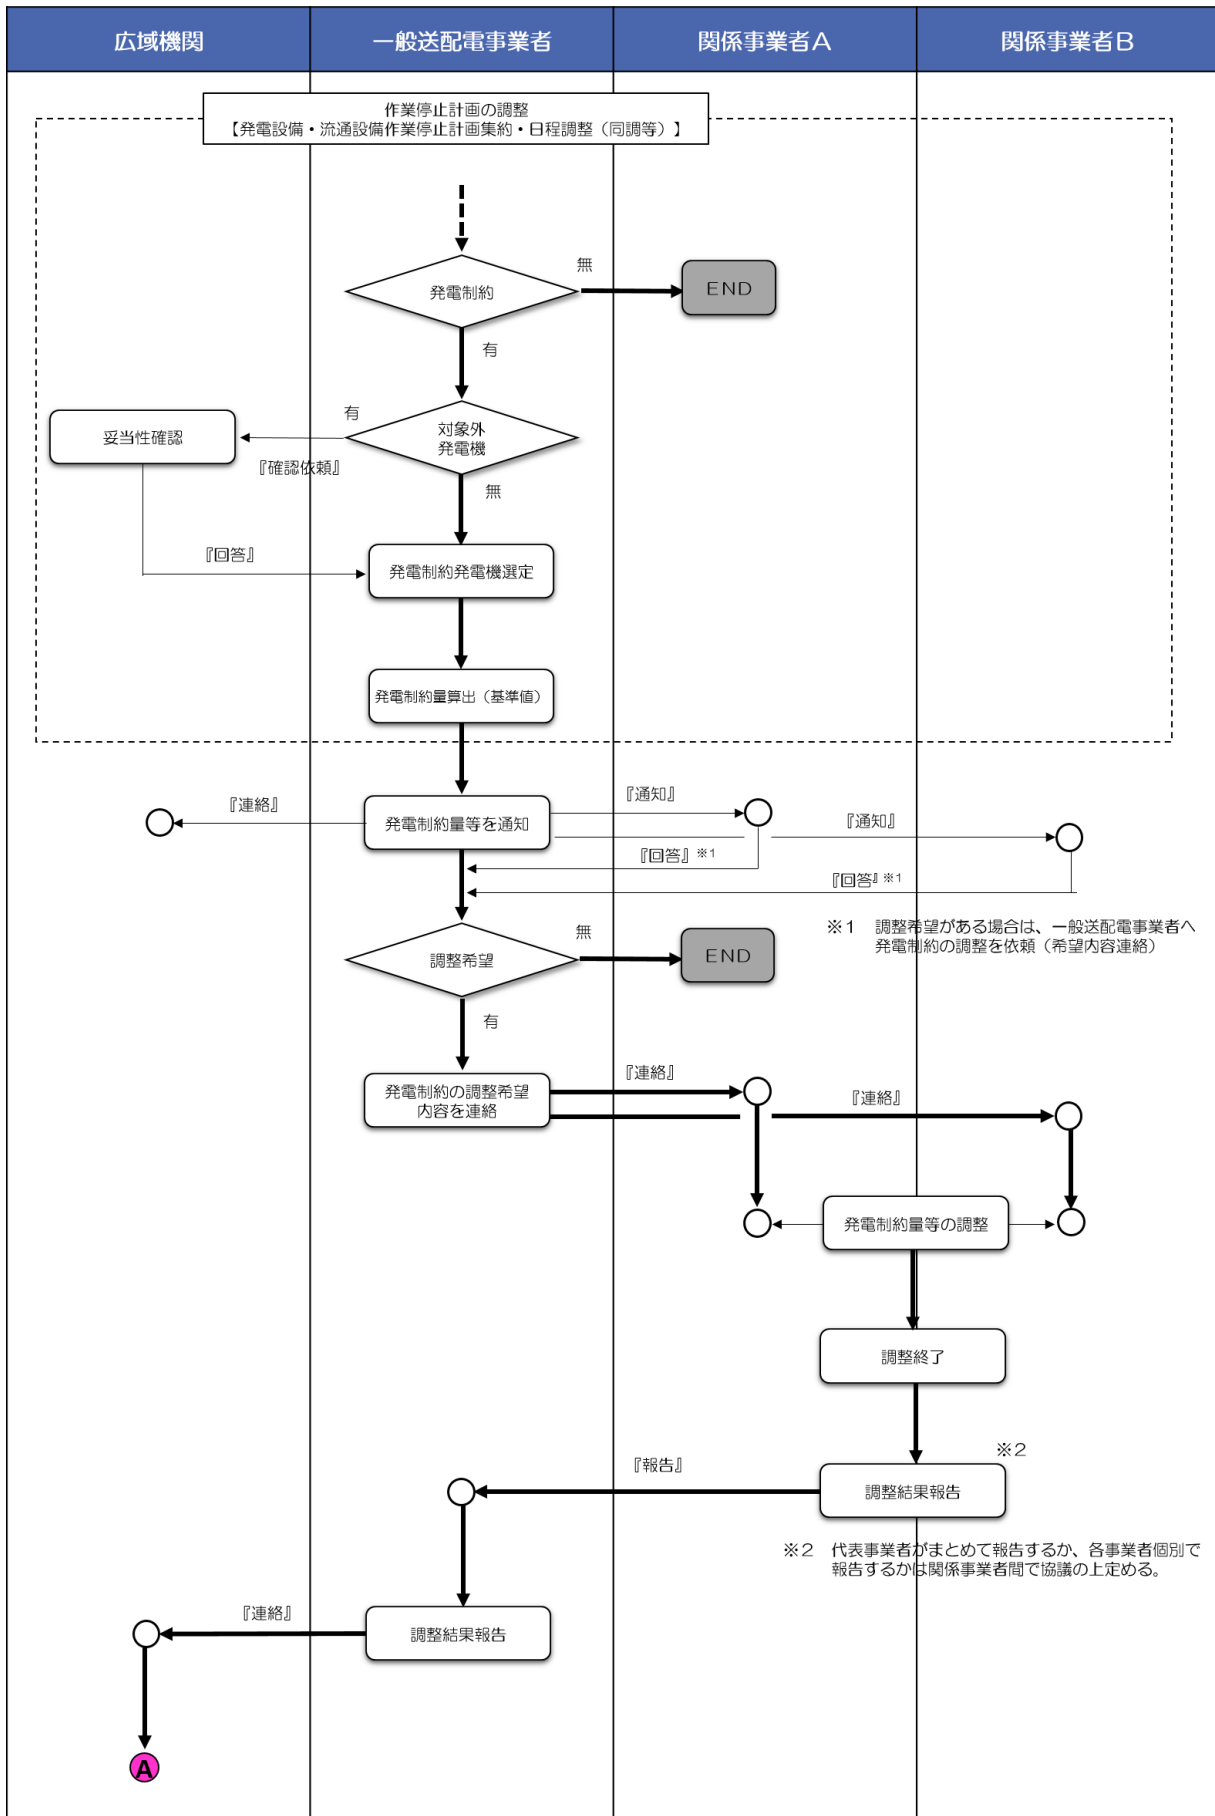 広域機関
一般送配電事業者
関係事業者A
関係事業者B
作業停止計画の調整
【発電設備・流通設備作業停止計画集約・日程調整（同調等）】
発電制約
無
END
有
対象外
発電機
有
妥当性確認
『確認依頼』
無
『回答』
発電制約発電機選定
発電制約量算出（基準値）
『連絡』
発電制約量等を通知
『通知』
『通知』
『回答』※1
『回答』※1
※1 調整希望がある場合は、一般送配電事業者へ
発電制約の調整を依頼（希望内容連絡）
調整希望
無
END
有
発電制約の調整希望
内容を連絡
『連絡』
『連絡』
発電制約量等の調整
調整終了
※2
『報告』
調整結果報告
※2 代表事業者がまとめて報告するか、各事業者個別で
報告するかは関係事業者間で協議の上定める。
『連絡』
調整結果報告
A